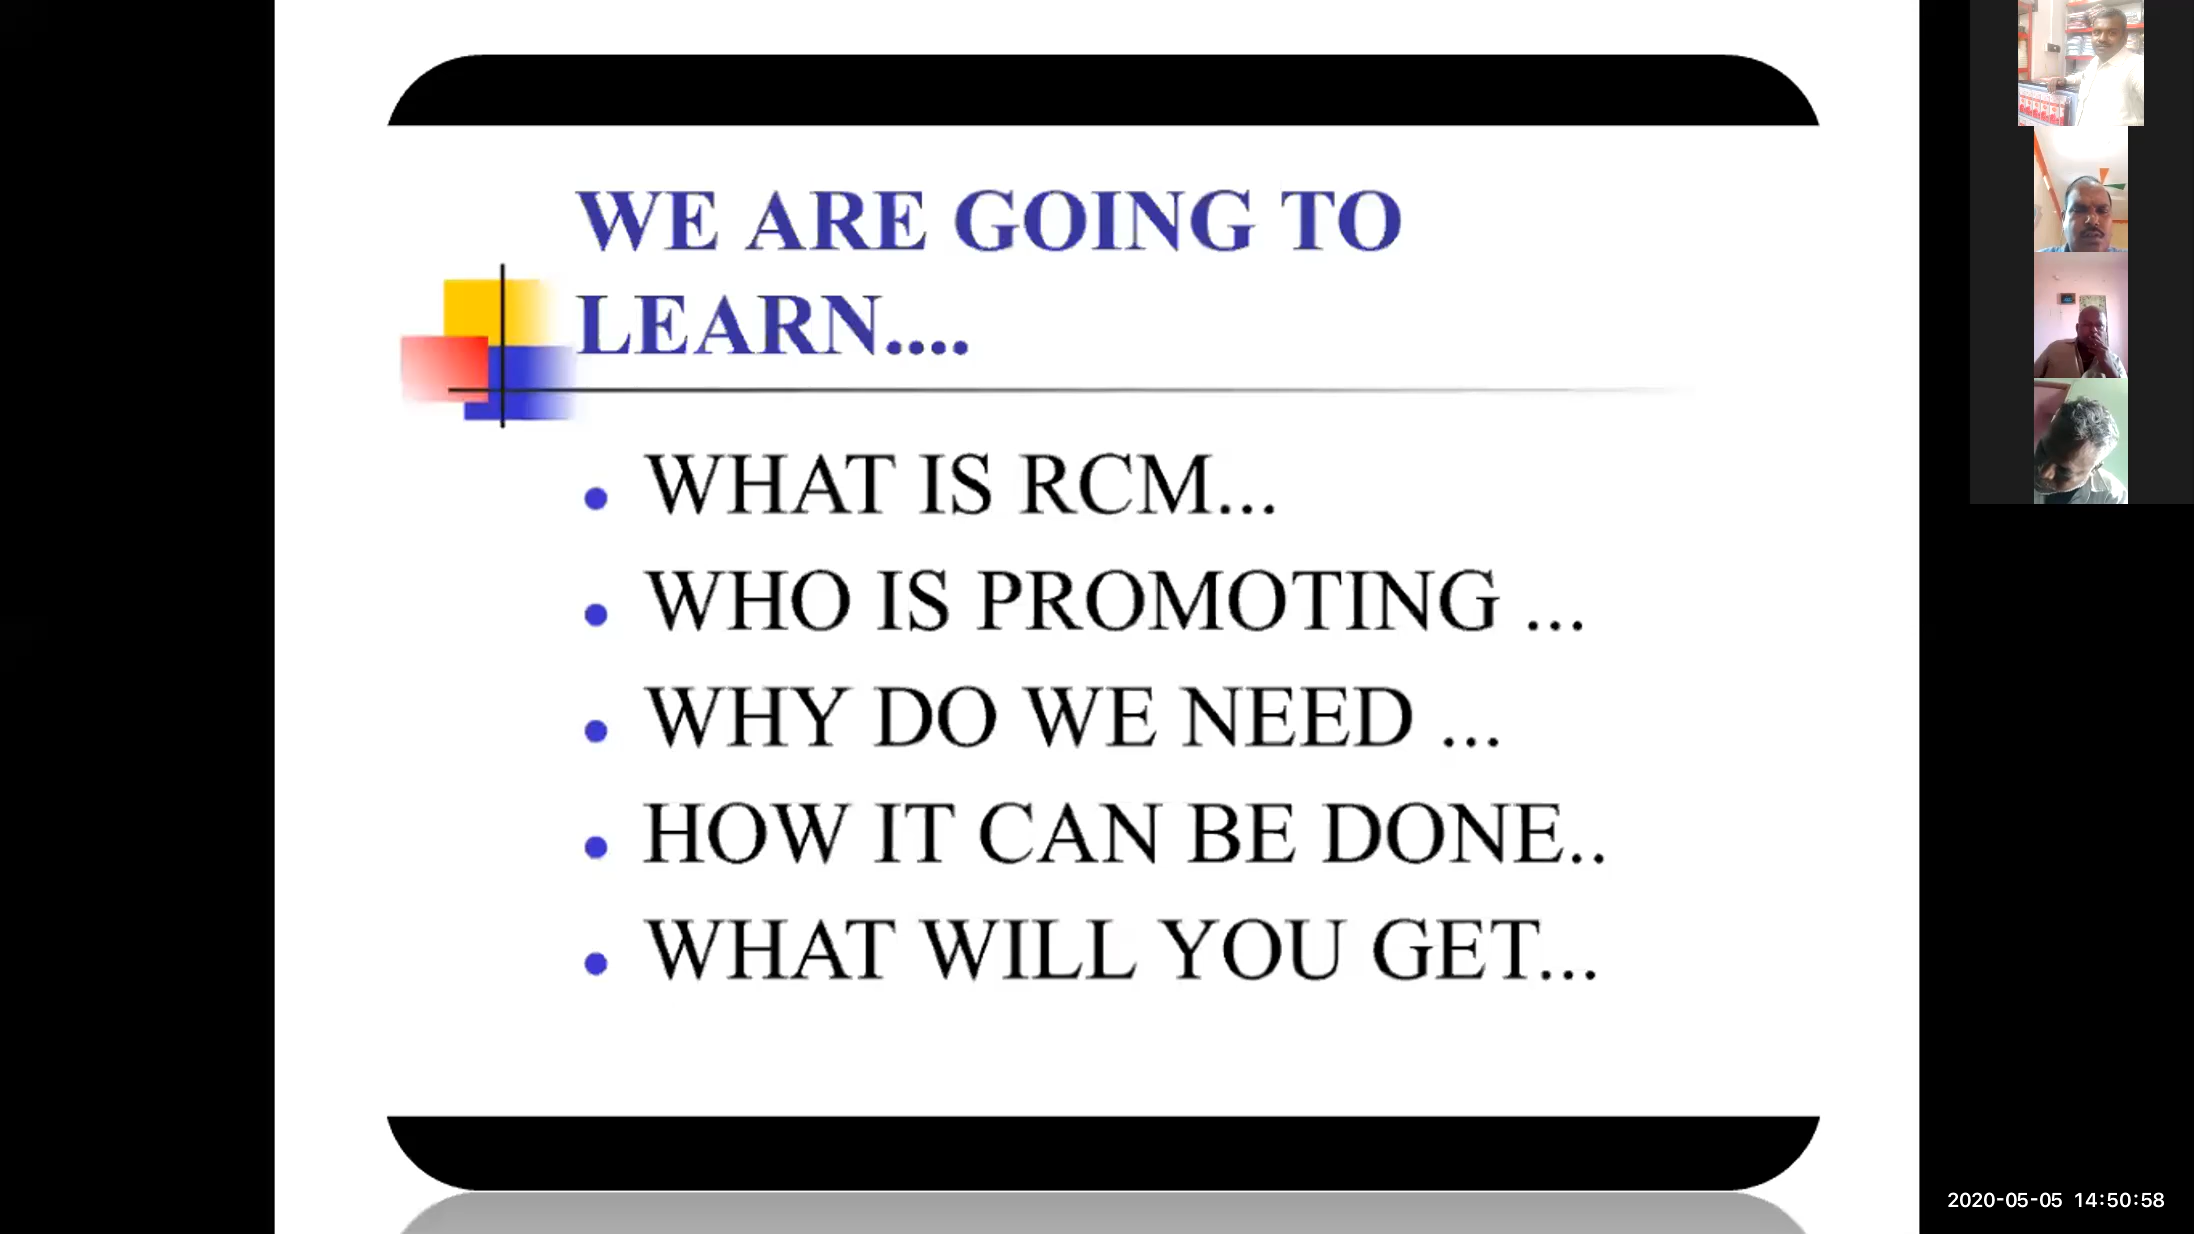 WE ARE GOING TO
LEARN....
• WHAT IS RCM...
• WHO IS PROMOTING ...
• WHY DO WE NEED ...
• HOW IT CAN BE DONE..
• WHAT WILL YOU GET...
2020-05-05 14:50:58